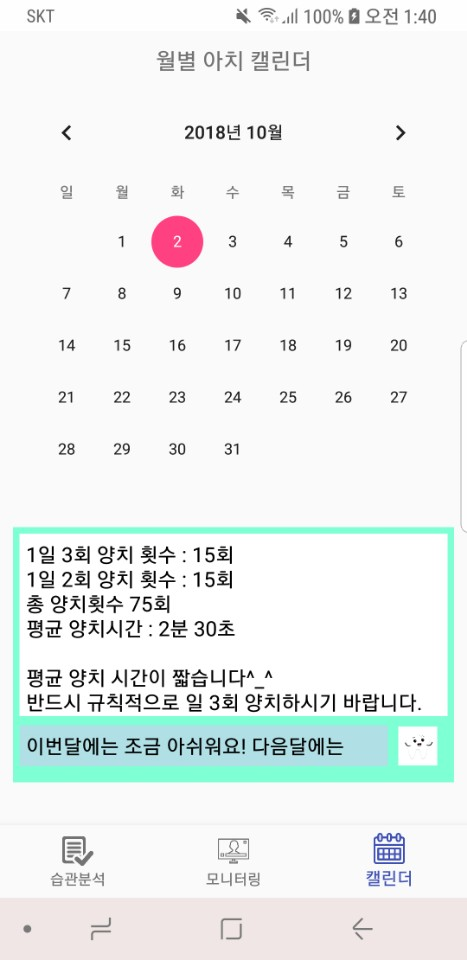 SKT 100% 오전 1:40
월별 아치 캘린더
2018년 10월
일 월 화 수 목 금 토
1 2 3 4 5 6
7 8 9 10 11 12 13
14 15 16 17 18 19 20
21 22 23 24 25 26 27
28 29 30 31
1일 3회 양치 횟수 : 15회
1일 2회 양치 횟수 : 15회
총 양치횟수 75회
평균 양치시간 : 2분 30초
평균 양치 시간이 짧습니다^_^
반드시 규칙적으로 일 3회 양치하시기 바랍니다.
이번달에는 조금 아쉬워요! 다음달에는
습관분석 모니터링 캘린더